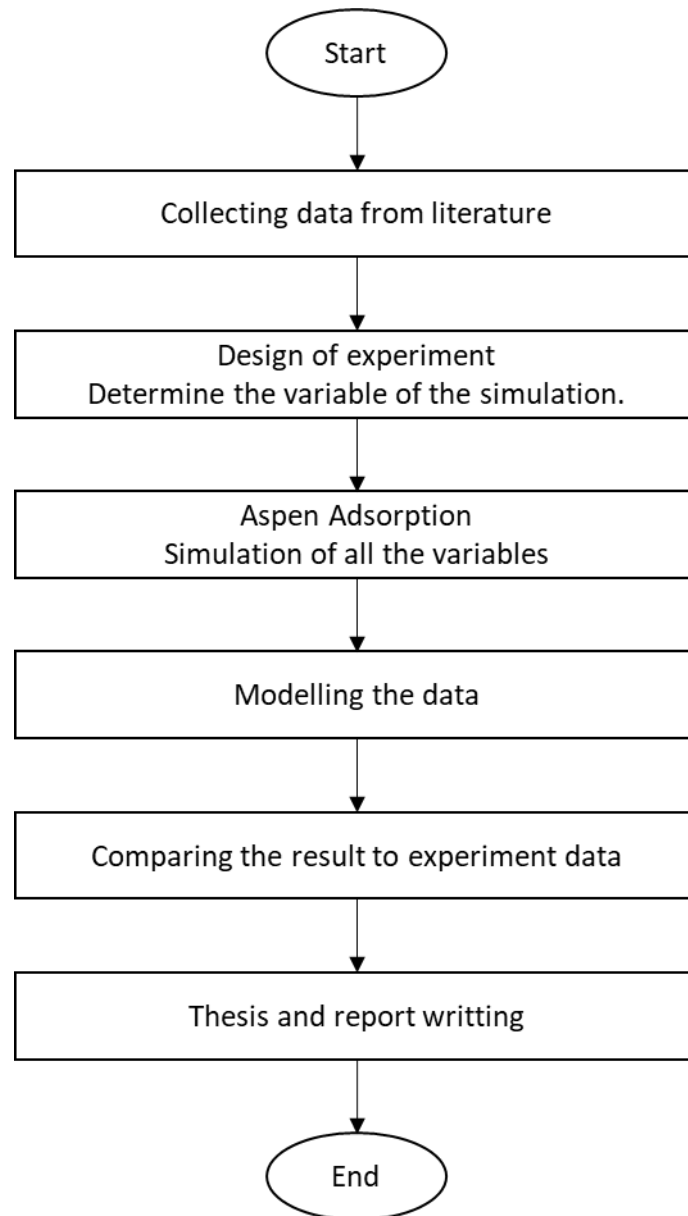 Start
Collecting data from literature
Design of experiment
Determine the variable of the simulation.
Aspen Adsorption
Simulation of all the variables
Modelling the data
Comparing the result to experiment data
Thesis and report writting
End